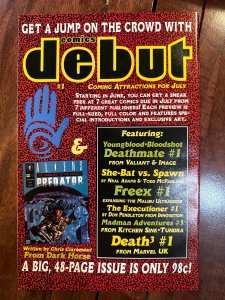 GET A JUMP ON THE CROWD WITH
comics
debut
#1
COMING ATTRACTIONS FOR JULY
STARTING IN JUNE, YOU CAN GET A SNEAK
PEEK AT 7 GREAT COMICS DUE IN JULY FROM
7 DIFFERENT PUBLISHERS! EACH PREVIEW IS
FULL-SIZED, FULL COLOR AND FEATURES SPE-
CIAL INTRODUCTIONS AND EXCLUSIVE ART.
&
ALIENS
PREDATOR
Written by Chris Claremont
From Dark Horse
Featuring:
Youngblood•Bloodshot
Deathmate #1
FROM VALIANT & IMAGE
She-Bat vs. Spawn
BY NEAL ADAMS & TODD MCFARLANE
Freex #1
EXPANDING THE MALIBU ULTRAVERSE
The Executioner #1
BY DON PENDLETON FROM INNOVATION
Madman Adventures #3
FROM KITCHEN SINK•TUNDRA
Death³ #1
FROM MARVEL UK
A BIG, 48-PAGE ISSUE IS ONLY 98¢!